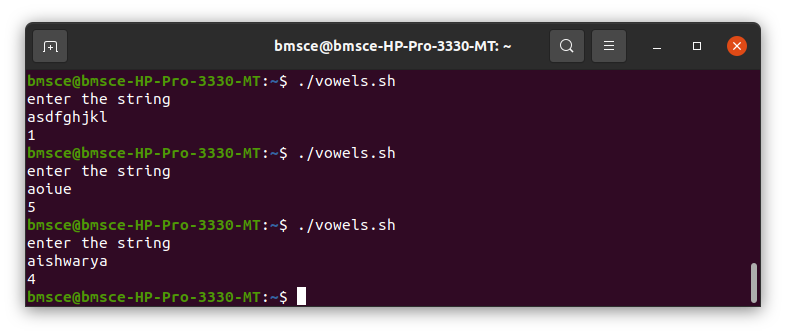 bmsce@bmsce-HP-Pro-3330-MT: ~
bmsce@bmsce-HP-Pro-3330-MT:~$ ./vowels.sh
enter the string
asdfghjkl
1
bmsce@bmsce-HP-Pro-3330-MT:~$ ./vowels.sh
enter the string
aoiue
5
bmsce@bmsce-HP-Pro-3330-MT:~$ ./vowels.sh
enter the string
aishwarya
4
bmsce@bmsce-HP-Pro-3330-MT:~$